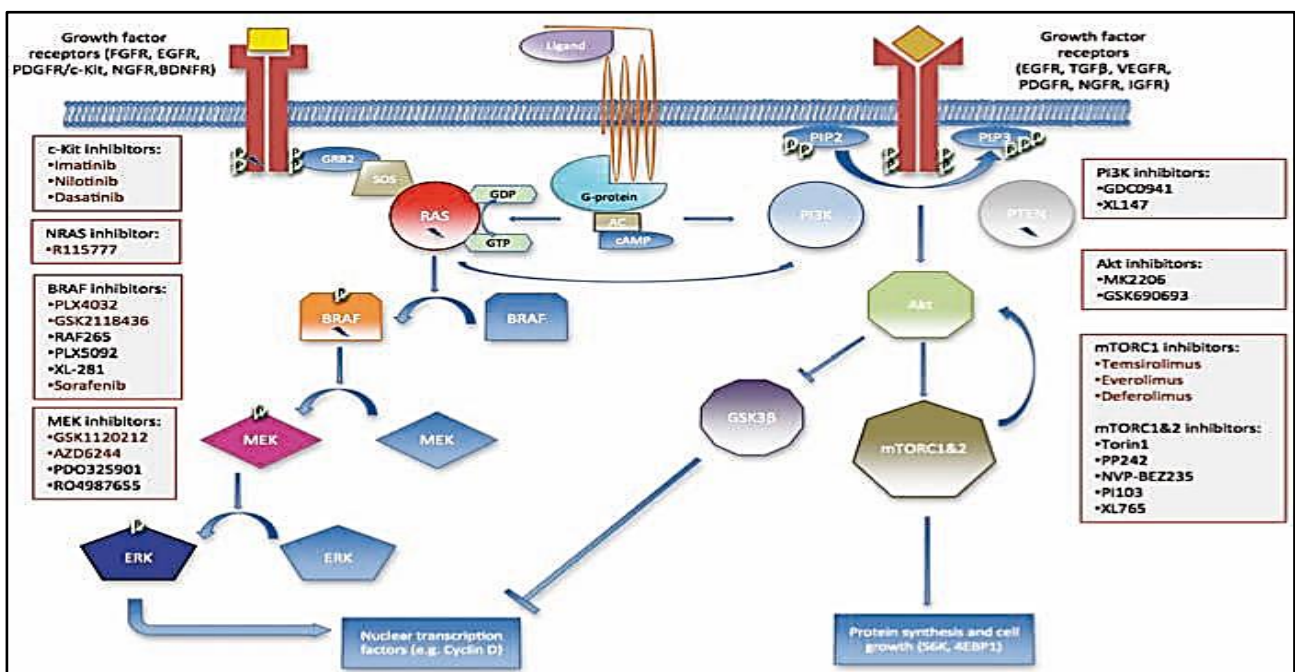 Growth factor
receptors (FGFR, EGFR,
PDGFR/c-Kit, NGFR,BDNFR)
Ligand
Growth factor
receptors
(EGFR, TGFβ, VEGFR,
PDGFR, NGFR, IGFR)
c-Kit inhibitors:
•Imatinib
•Nilotinib
•Dasatinib
NRAS inhibitor:
•R115777
BRAF inhibitors:
•PLX4032
•GSK2118436
•RAF265
•PLX5092
•XL-281
•Sorafenib
MEK inhibitors:
•GSK1120212
•AZD6244
•PDO325901
•RO4987655
P
P
P
P
GRB2
SOS
RAS
GDP
GTP
G-protein
AC
cAMP
PI3K
PIP2
P
P
P
P
P
P
PIP3
P
P
P
PTEN
P
BRAF
BRAF
P
MEK
MEK
P
ERK
ERK
Akt
GSK3β
mTORC1&2
Nuclear transcription
factors (e.g. Cyclin D)
Protein synthesis and cell
growth (S6K, 4EBP1)
PI3K inhibitors:
•GDC0941
•XL147
Akt inhibitors:
•MK2206
•GSK690693
mTORC1 inhibitors:
•Temsirolimus
•Everolimus
•Deferolimus
mTORC1&2 inhibitors:
•Torin1
•PP242
•NVP-BEZ235
•PI103
•XL765